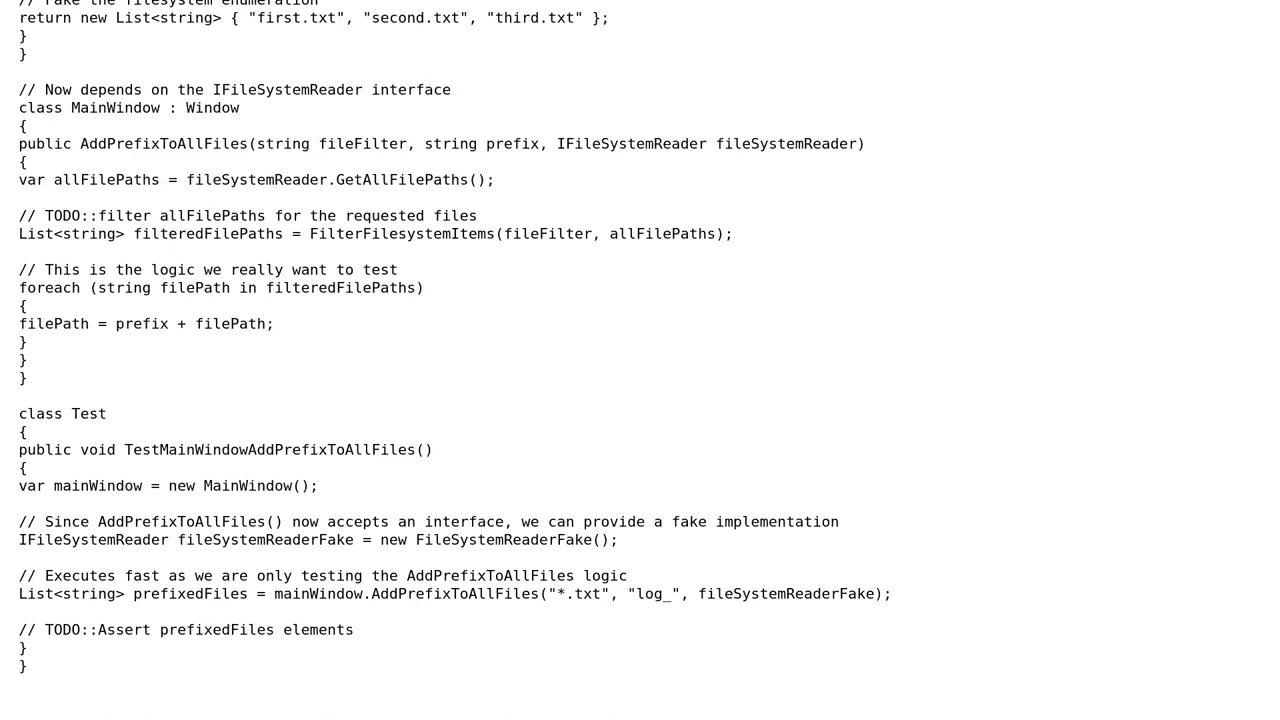 // Fake the filesystem enumeration
return new List<string> { "first.txt", "second.txt", "third.txt" };
}
}
// Now depends on the IFileSystemReader interface
class MainWindow : Window
{
public AddPrefixToAllFiles(string fileFilter, string prefix, IFileSystemReader fileSystemReader)
{
var allFilePaths = fileSystemReader.GetAllFilePaths();
// TODO::filter allFilePaths for the requested files
List<string> filteredFilePaths = FilterFilesystemItems(fileFilter, allFilePaths);
// This is the logic we really want to test
foreach (string filePath in filteredFilePaths)
{
filePath = prefix + filePath;
}
}
}
class Test
{
public void TestMainWindowAddPrefixToAllFiles()
{
var mainWindow = new MainWindow();
// Since AddPrefixToAllFiles() now accepts an interface, we can provide a fake implementation
IFileSystemReader fileSystemReaderFake = new FileSystemReaderFake();
// Executes fast as we are only testing the AddPrefixToAllFiles logic
List<string> prefixedFiles = mainWindow.AddPrefixToAllFiles("*.txt", "log_", fileSystemReaderFake);
// TODO::Assert prefixedFiles elements
}
}